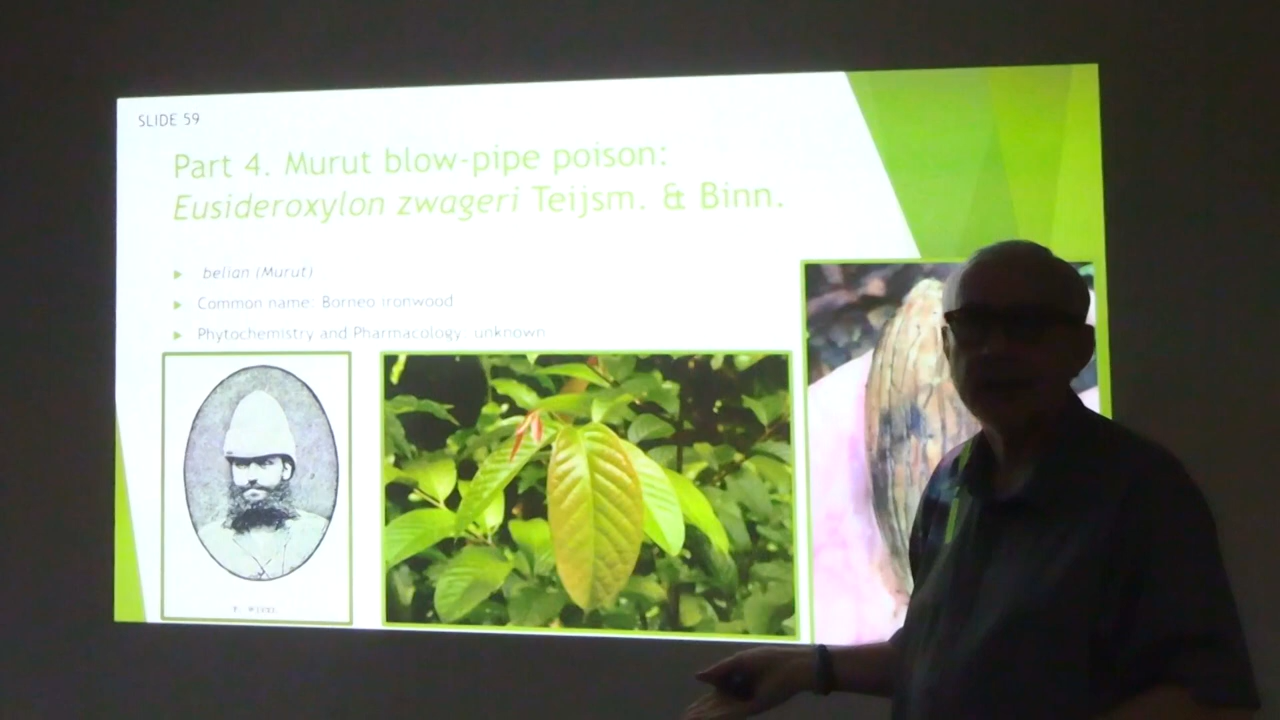 SLIDE 59
Part 4. Murut blow-pipe poison:
Eusideroxylon zwageri Teijsm. & Binn.
belian (Murut)
Common name: Borneo ironwood
Phytochemistry and Pharmacology: unknown